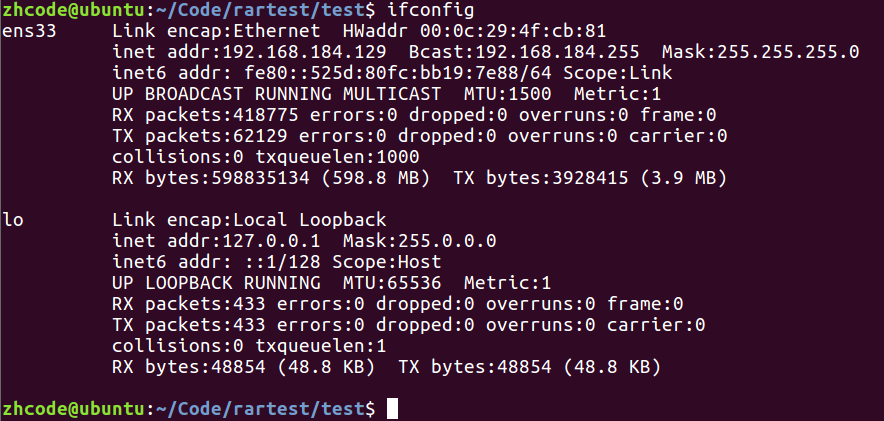 zhcode@ubuntu:~/Code/rartest/test$ ifconfig
ens33     Link encap:Ethernet  HWaddr 00:0c:29:4f:cb:81
          inet addr:192.168.184.129  Bcast:192.168.184.255  Mask:255.255.255.0
          inet6 addr: fe80::525d:80fc:bb19:7e88/64 Scope:Link
          UP BROADCAST RUNNING MULTICAST  MTU:1500  Metric:1
          RX packets:418775 errors:0 dropped:0 overruns:0 frame:0
          TX packets:62129 errors:0 dropped:0 overruns:0 carrier:0
          collisions:0 txqueuelen:1000
          RX bytes:598835134 (598.8 MB)  TX bytes:3928415 (3.9 MB)

lo        Link encap:Local Loopback
          inet addr:127.0.0.1  Mask:255.0.0.0
          inet6 addr: ::1/128 Scope:Host
          UP LOOPBACK RUNNING  MTU:65536  Metric:1
          RX packets:433 errors:0 dropped:0 overruns:0 frame:0
          TX packets:433 errors:0 dropped:0 overruns:0 carrier:0
          collisions:0 txqueuelen:1
          RX bytes:48854 (48.8 KB)  TX bytes:48854 (48.8 KB)

zhcode@ubuntu:~/Code/rartest/test$